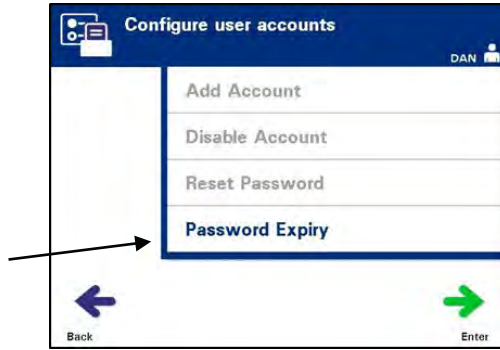 Configure user accounts
DAN
Add Account
Disable Account
Reset Password
Password Expiry
Back
Enter